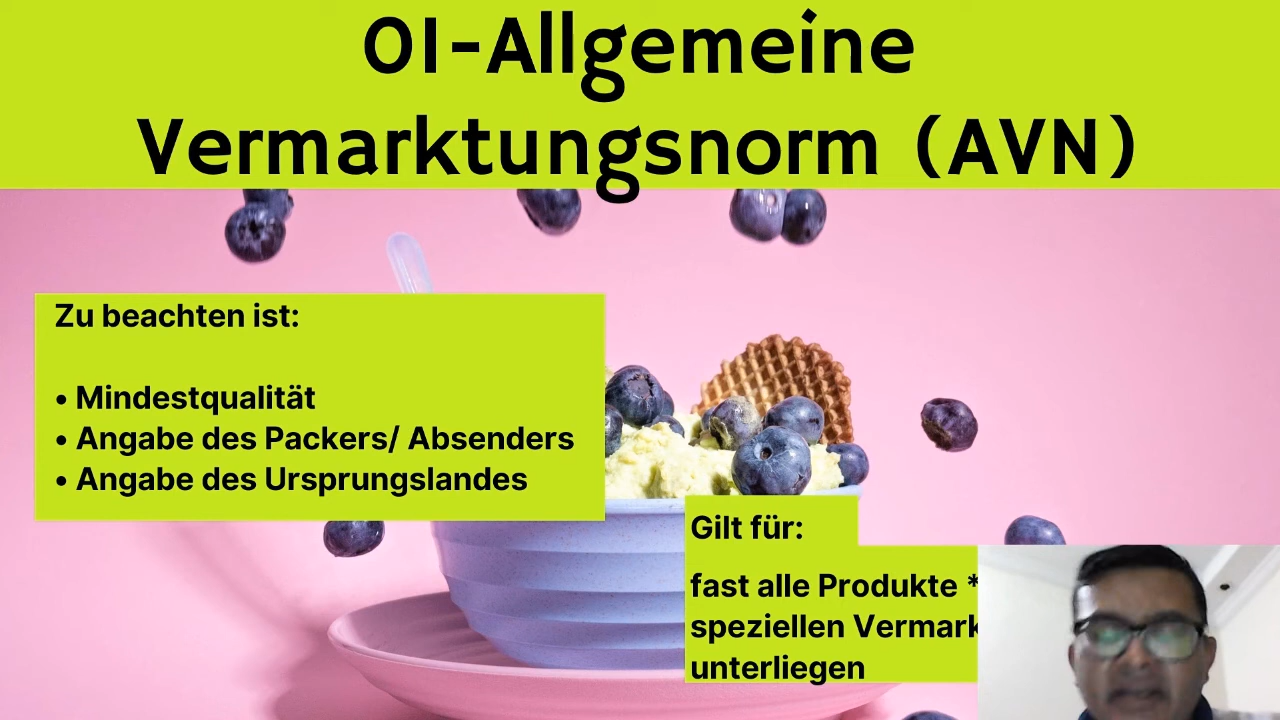 01-Allgemeine
Vermarktungsnorm (AVN)
Zu beachten ist:
• Mindestqualität
• Angabe des Packers/ Absenders
• Angabe des Ursprungslandes
Gilt für:
fast alle Produkte *
speziellen
unterliegen